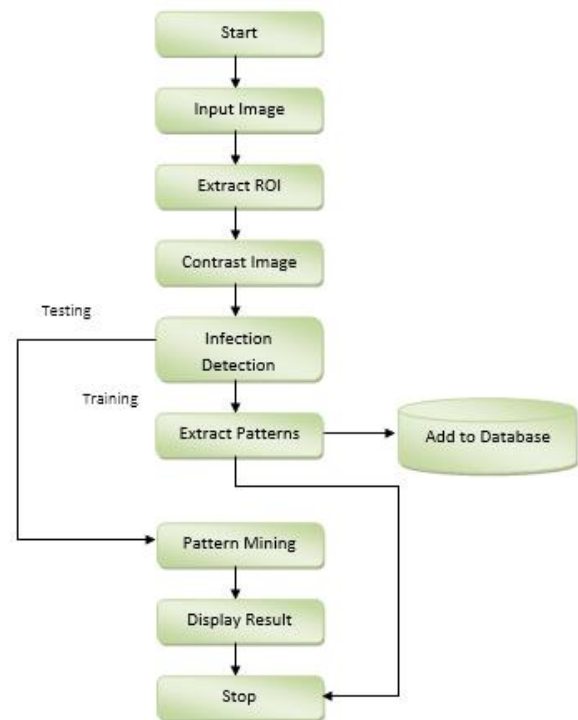 Start
Input Image
Extract ROI
Contrast Image
Testing
Infection
Detection
Training
Extract Patterns
Add to Database
Pattern Mining
Display Result
Stop